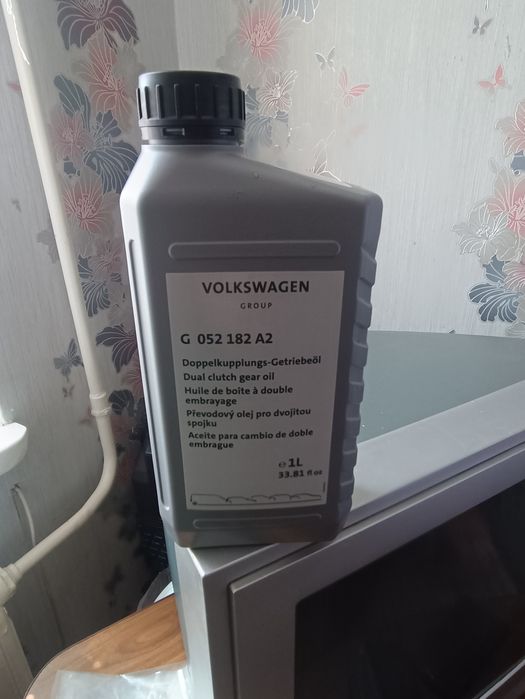 VOLKSWAGEN
GROUP
G 052 182 A2
Doppelkupplungs-Getriebeöl
Dual clutch gear oil
Huile de boîte à double
embrayage
Převodový olej pro dvojitou
spojku
Aceite para cambio de doble
embrague
℮ 1L
33.81 fl oz